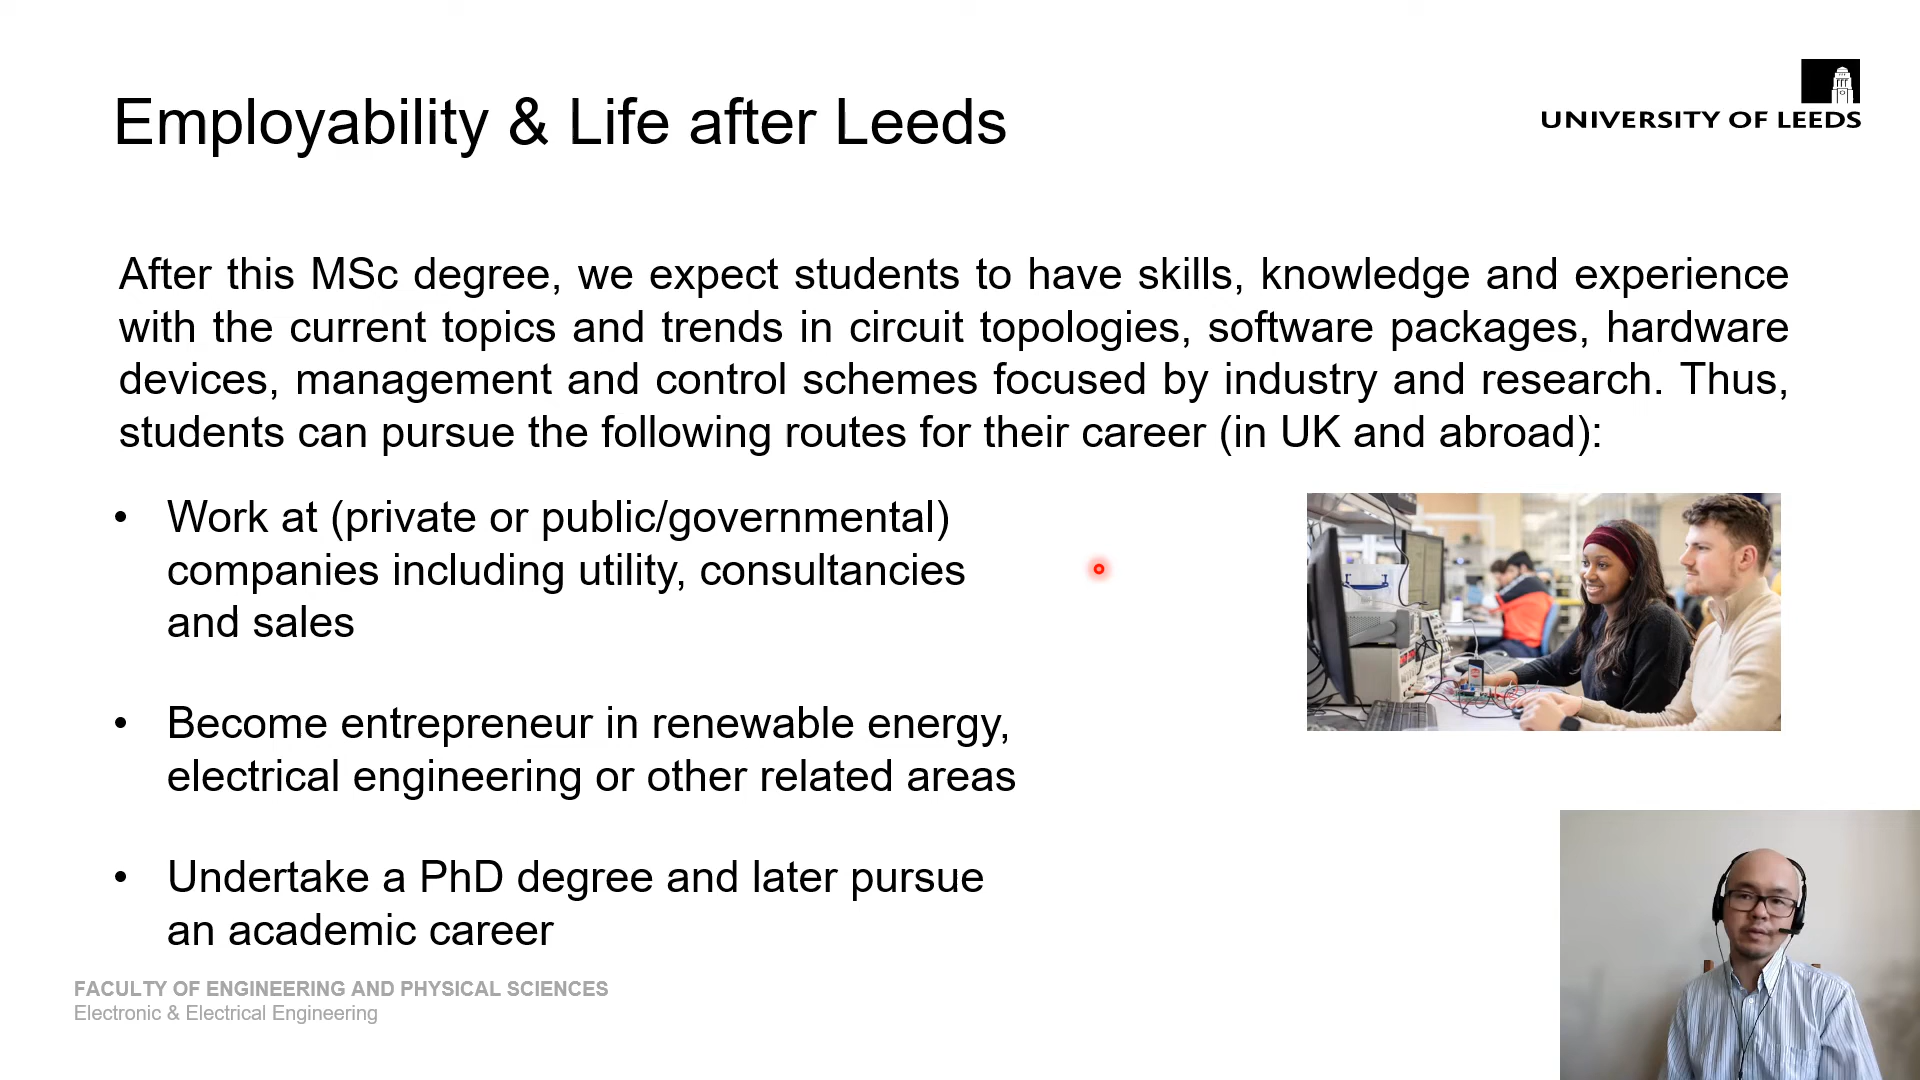 Employability & Life after Leeds
UNIVERSITY OF LEEDS
After this MSc degree, we expect students to have skills, knowledge and experience
with the current topics and trends in circuit topologies, software packages, hardware
devices, management and control schemes focused by industry and research. Thus,
students can pursue the following routes for their career (in UK and abroad):
• Work at (private or public/governmental)
companies including utility, consultancies
and sales
• Become entrepreneur in renewable energy,
electrical engineering or other related areas
• Undertake a PhD degree and later pursue
an academic career
FACULTY OF ENGINEERING AND PHYSICAL SCIENCES
Electronic & Electrical Engineering